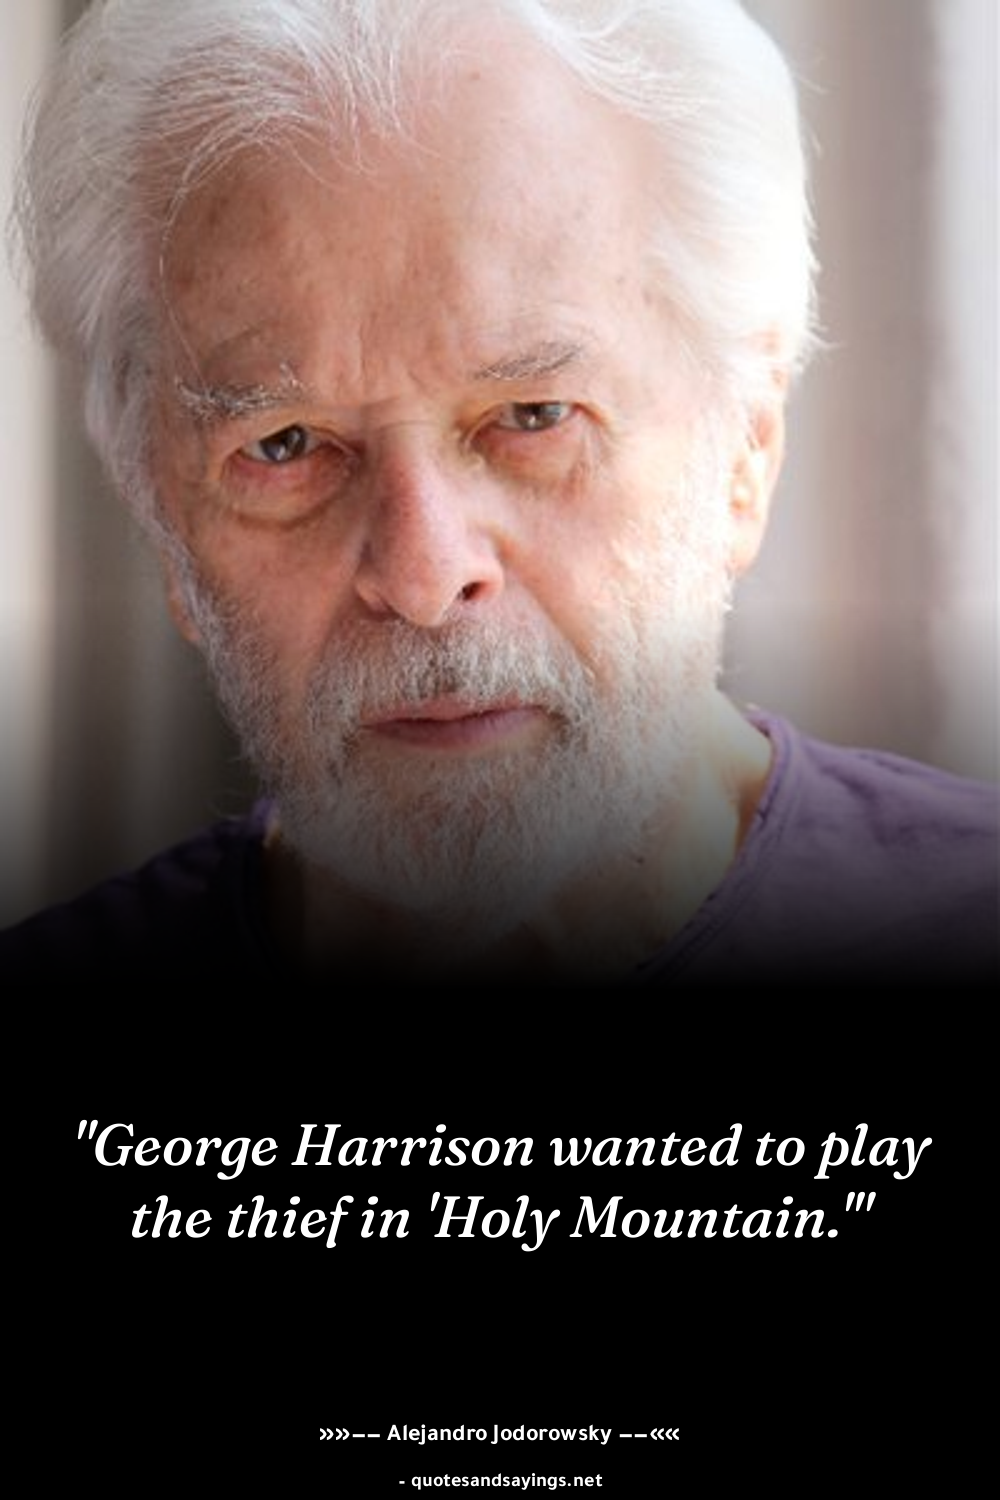 "George Harrison wanted to play
the thief in 'Holy Mountain.'"
»»−− Alejandro Jodorowsky −−««
- quotesandsayings.net